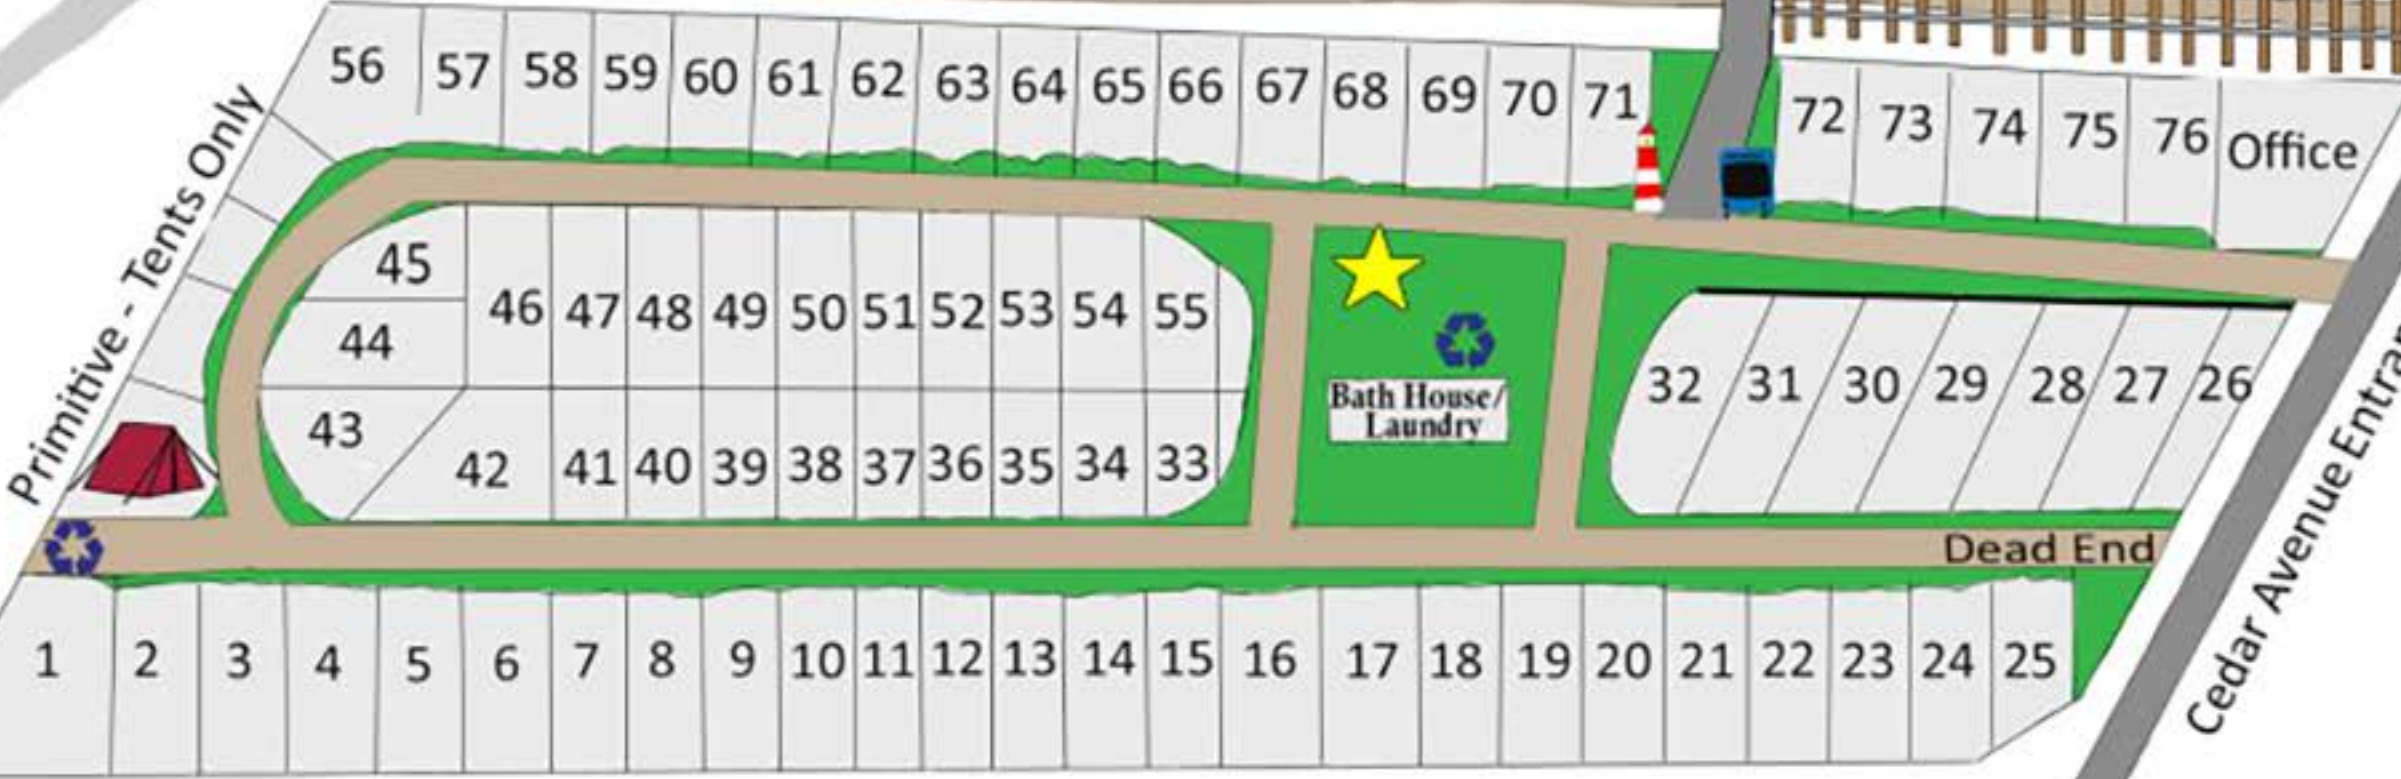 56 57 58 59 60 61 62 63 64 65 66 67 68 69 70 71 72 73 74 75 76 Office
Primitive - Tents Only
45
44
43
46 47 48 49 50 51 52 53 54 55
42 41 40 39 38 37 36 35 34 33
Bath House/
Laundry
32 31 30 29 28 27 26
Dead End
Cedar Avenue
1 2 3 4 5 6 7 8 9 10 11 12 13 14 15 16 17 18 19 20 21 22 23 24 25